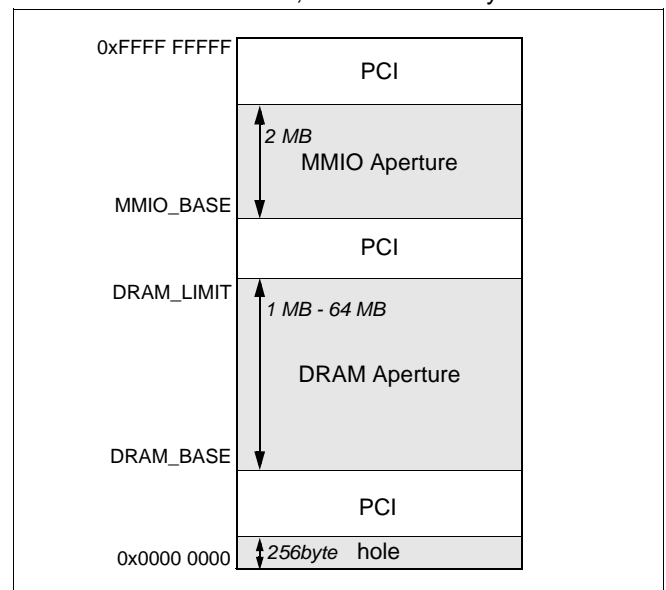 0xFFFF FFFFF
PCI
2 MB
MMIO Aperture
MMIO_BASE
PCI
DRAM_LIMIT
1 MB - 64 MB
DRAM Aperture
DRAM_BASE
PCI
0x0000 0000
256byte hole